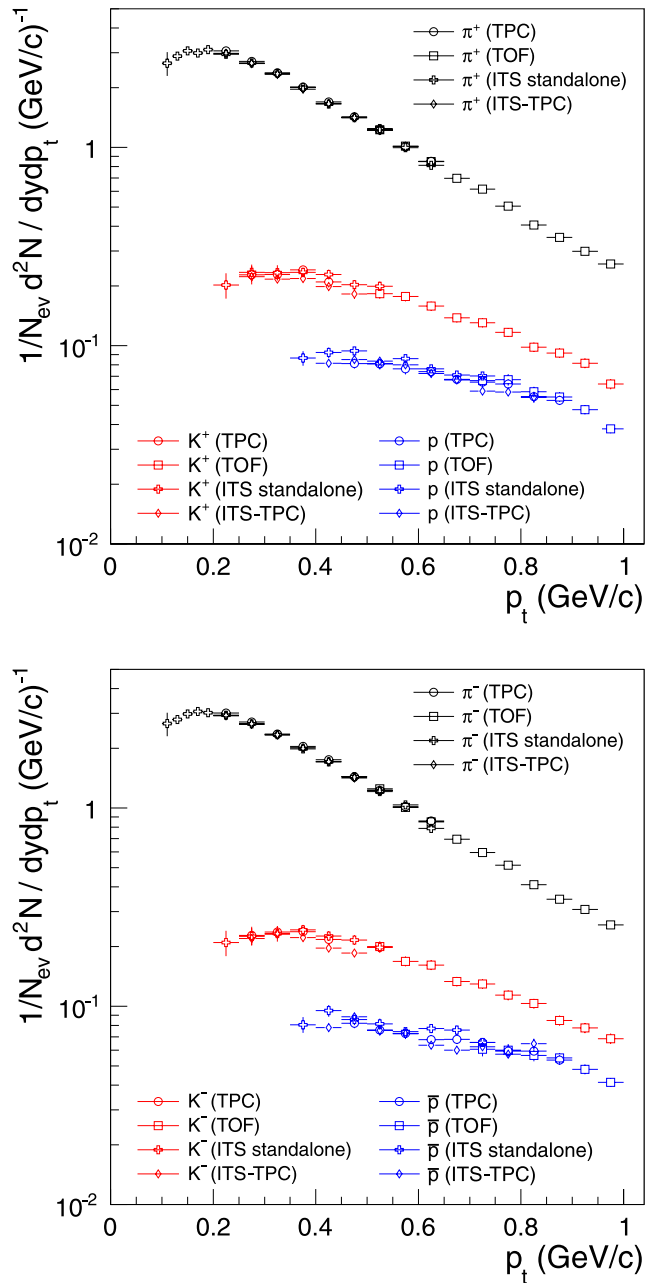 1/N_ev d²N / dydp_t (GeV/c)⁻¹
π⁺ (TPC)
π⁺ (TOF)
π⁺ (ITS standalone)
π⁺ (ITS-TPC)
1
10⁻¹
10⁻²
K⁺ (TPC)
K⁺ (TOF)
K⁺ (ITS standalone)
K⁺ (ITS-TPC)
p (TPC)
p (TOF)
p (ITS standalone)
p (ITS-TPC)
0 0.2 0.4 0.6 0.8 1
p_t (GeV/c)
1/N_ev d²N / dydp_t (GeV/c)⁻¹
π⁻ (TPC)
π⁻ (TOF)
π⁻ (ITS standalone)
π⁻ (ITS-TPC)
1
10⁻¹
10⁻²
K⁻ (TPC)
K⁻ (TOF)
K⁻ (ITS standalone)
K⁻ (ITS-TPC)
p̅ (TPC)
p̅ (TOF)
p̅ (ITS standalone)
p̅ (ITS-TPC)
0 0.2 0.4 0.6 0.8 1
p_t (GeV/c)